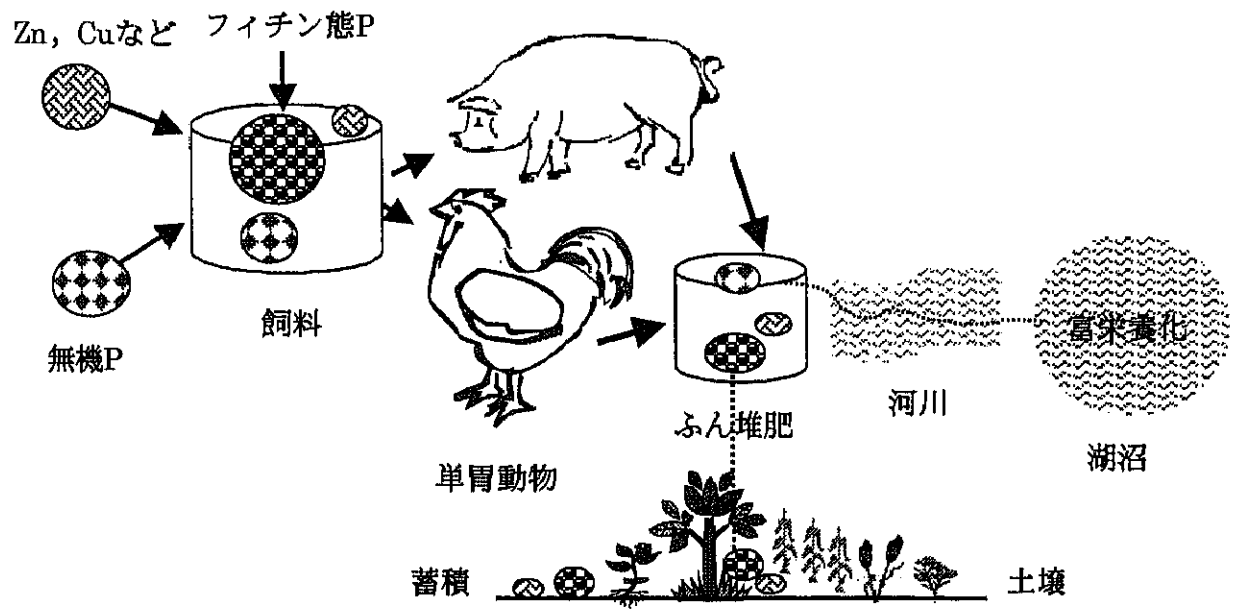 Zn, Cuなど
フィチン態P
無機P
飼料
単胃動物
ふん堆肥
河川
富栄養化
湖沼
蓄積
土壌